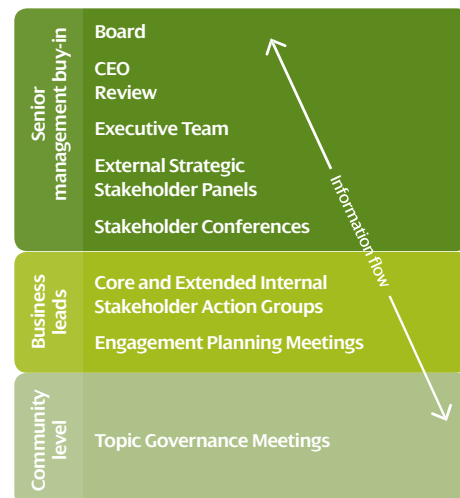 Senior
management buy-in
Board
CEO
Review
Executive Team
External Strategic
Stakeholder Panels
Stakeholder Conferences
Information flow
Business
leads
Core and Extended Internal
Stakeholder Action Groups
Engagement Planning Meetings
Community
level
Topic Governance Meetings